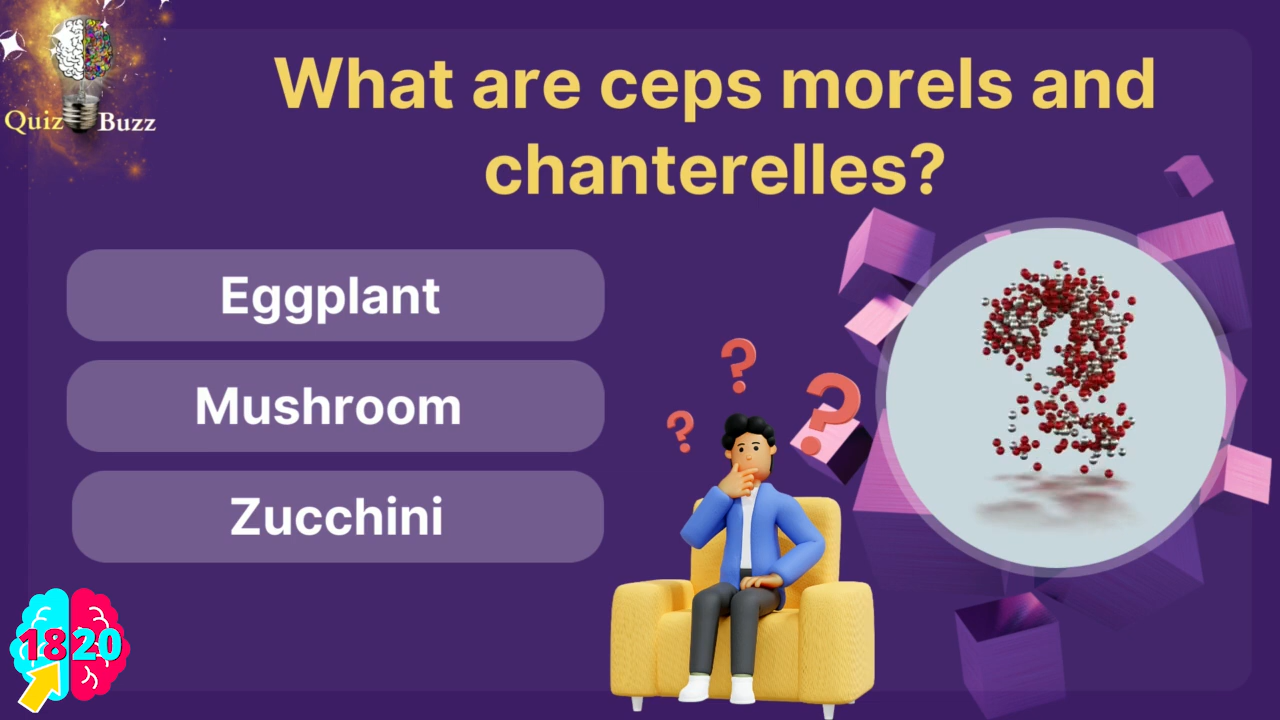 Quiz Buzz
What are ceps morels and
chanterelles?
Eggplant
Mushroom
Zucchini
? ? ?
1820